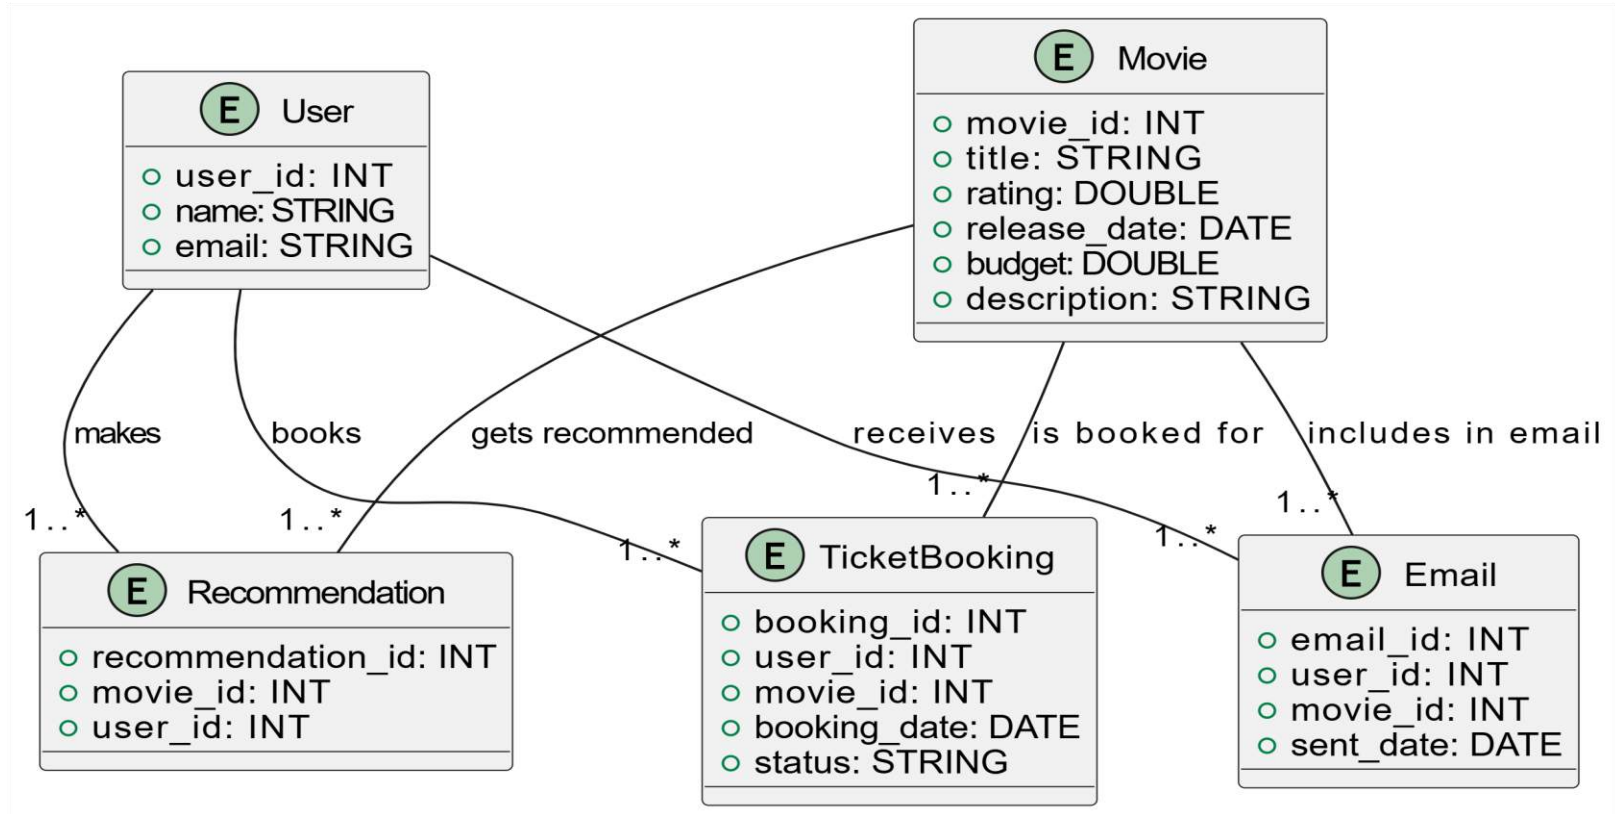 E User
user_id: INT
name: STRING
email: STRING
E Movie
movie_id: INT
title: STRING
rating: DOUBLE
release_date: DATE
budget: DOUBLE
description: STRING
makes
books
gets recommended
receives
is booked for
includes in email
1..*
1..*
1..*
1..*
1..*
1..*
E Recommendation
recommendation_id: INT
movie_id: INT
user_id: INT
E TicketBooking
booking_id: INT
user_id: INT
movie_id: INT
booking_date: DATE
status: STRING
E Email
email_id: INT
user_id: INT
movie_id: INT
sent_date: DATE